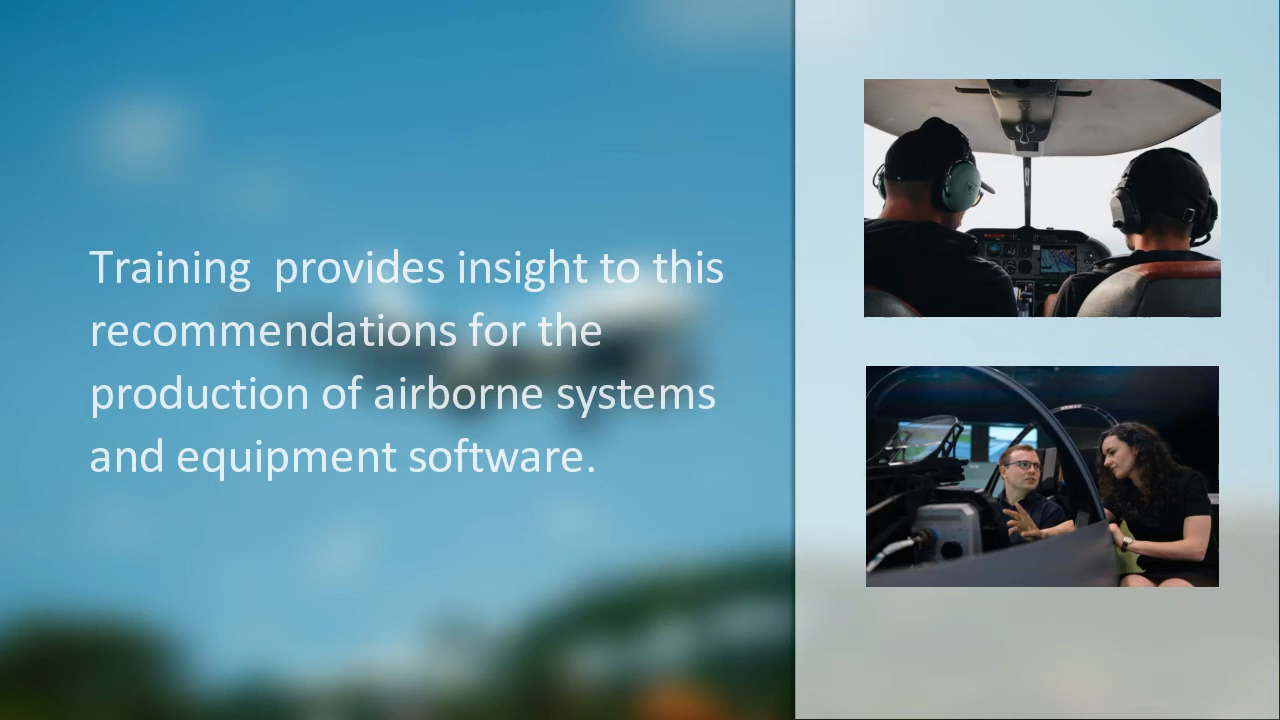 Training  provides insight to this
recommendations for the
production of airborne systems
and equipment software.